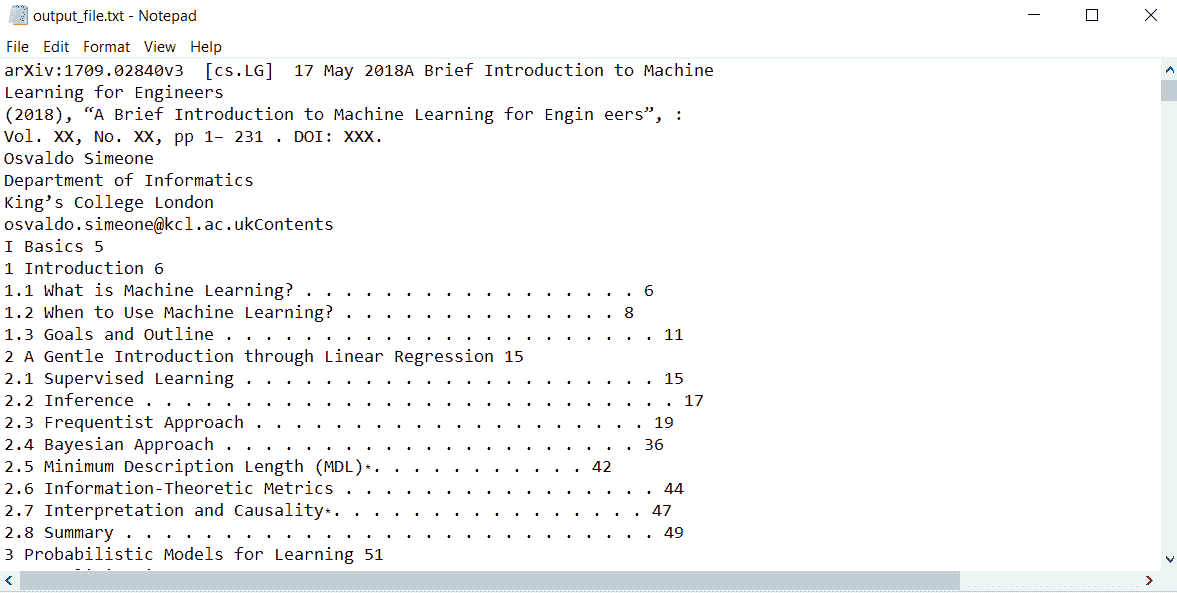 output_file.txt - Notepad
File Edit Format View Help
arXiv:1709.02840v3  [cs.LG]  17 May 2018A Brief Introduction to Machine
Learning for Engineers
(2018), “A Brief Introduction to Machine Learning for Engin eers”, :
Vol. XX, No. XX, pp 1– 231 . DOI: XXX.
Osvaldo Simeone
Department of Informatics
King’s College London
osvaldo.simeone@kcl.ac.ukContents
I Basics 5
1 Introduction 6
1.1 What is Machine Learning? . . . . . . . . . . . . . . . . . 6
1.2 When to Use Machine Learning? . . . . . . . . . . . . . . 8
1.3 Goals and Outline . . . . . . . . . . . . . . . . . . . . . . 11
2 A Gentle Introduction through Linear Regression 15
2.1 Supervised Learning . . . . . . . . . . . . . . . . . . . . . 15
2.2 Inference . . . . . . . . . . . . . . . . . . . . . . . . . . . 17
2.3 Frequentist Approach . . . . . . . . . . . . . . . . . . . . 19
2.4 Bayesian Approach . . . . . . . . . . . . . . . . . . . . . 36
2.5 Minimum Description Length (MDL)⋆. . . . . . . . . . . 42
2.6 Information-Theoretic Metrics . . . . . . . . . . . . . . . . 44
2.7 Interpretation and Causality⋆. . . . . . . . . . . . . . . . 47
2.8 Summary . . . . . . . . . . . . . . . . . . . . . . . . . . . 49
3 Probabilistic Models for Learning 51